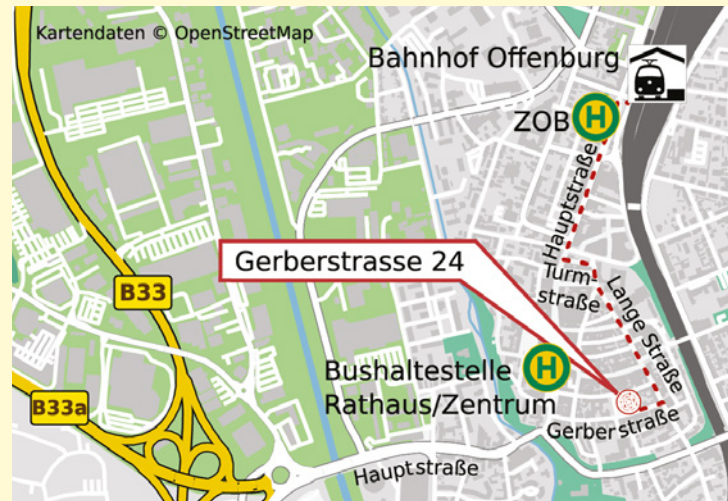 Kartendaten © OpenStreetMap
Bahnhof Offenburg
ZOB
H
Hauptstraße
Gerberstrasse 24
Turm-
straße
Lange Straße
B33
H
Bushaltestelle
Rathaus/Zentrum
B33a
Gerberstraße
Hauptstraße